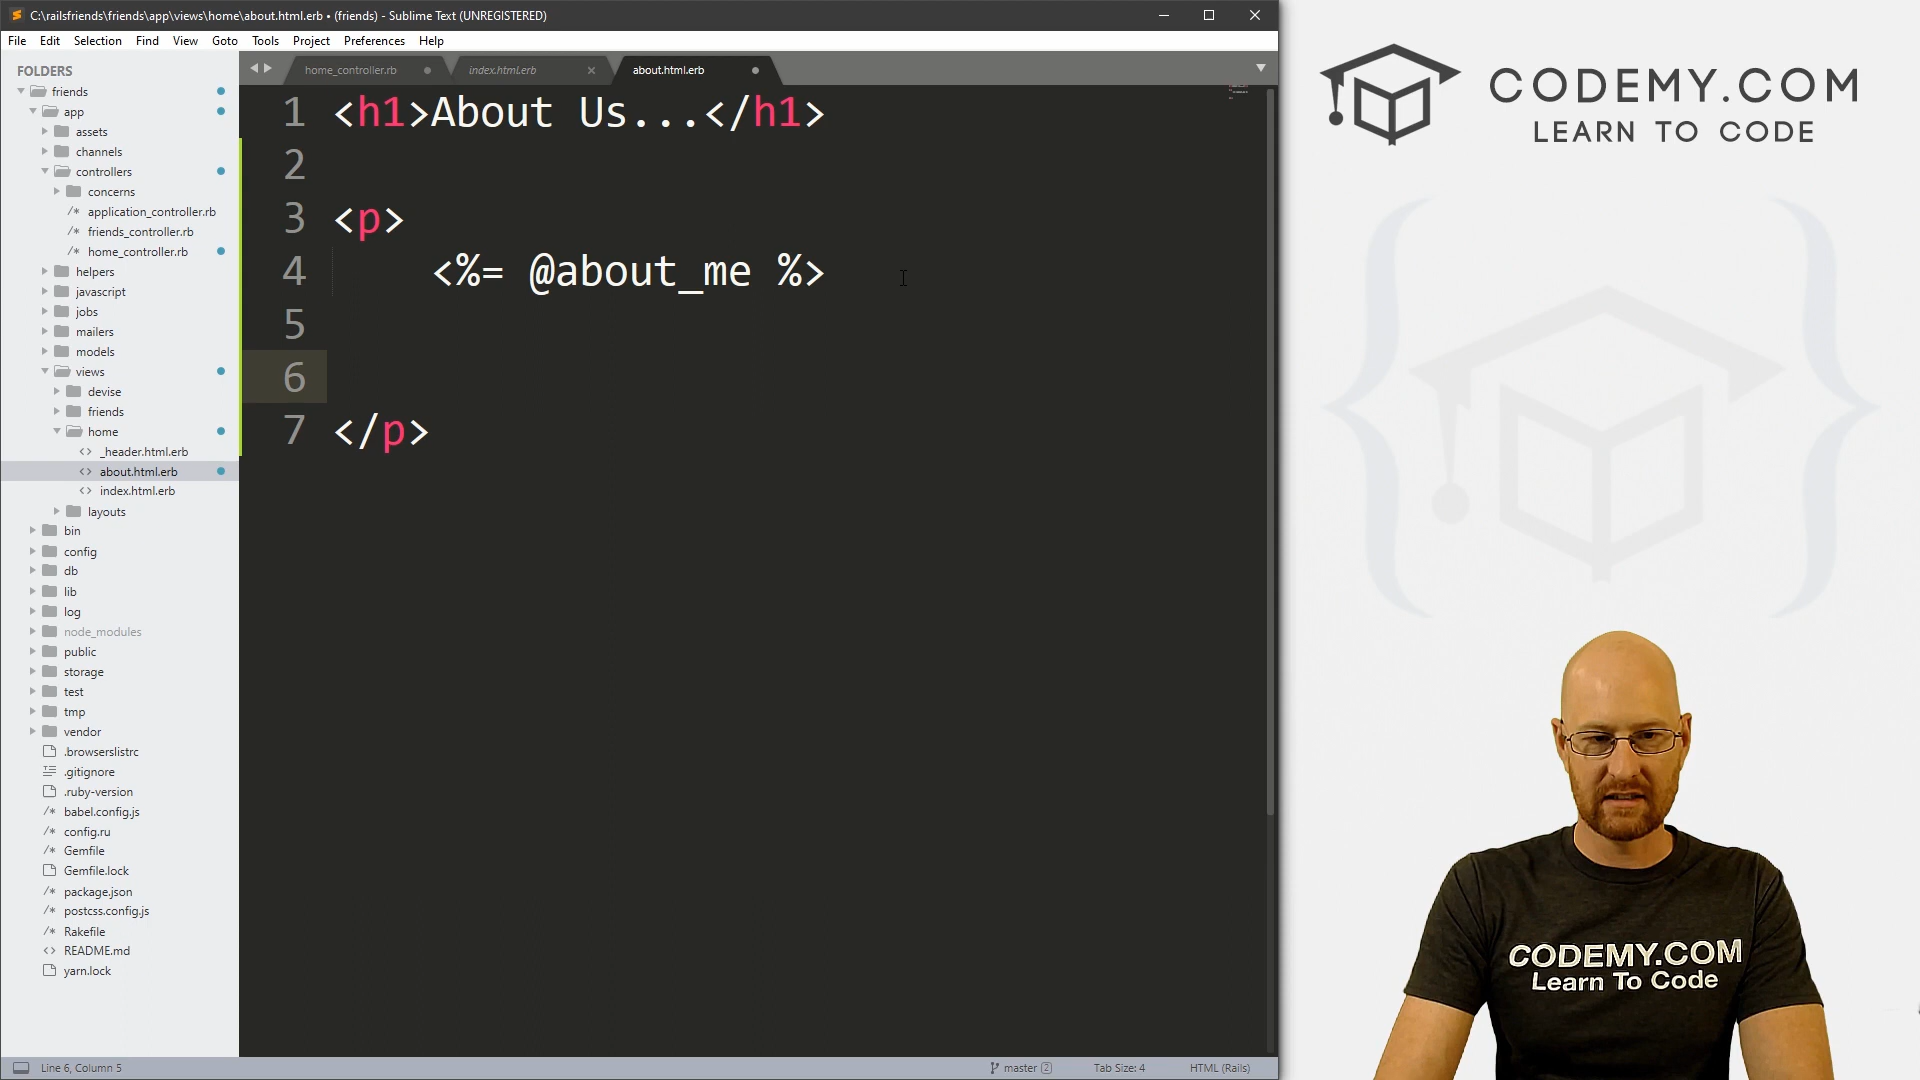 C:\railsfriends\friends\app\views\home\about.html.erb • (friends) - Sublime Text (UNREGISTERED)
File Edit Selection Find View Goto Tools Project Preferences Help
FOLDERS
friends
app
assets
channels
controllers
concerns
/* application_controller.rb
/* friends_controller.rb
/* home_controller.rb
helpers
javascript
jobs
mailers
models
views
devise
friends
home
<> _header.html.erb
<> about.html.erb
<> index.html.erb
layouts
bin
config
db
lib
log
node_modules
public
storage
test
tmp
vendor
.browserslistrc
.gitignore
/* .ruby-version
/* babel.config.js
/* config.ru
/* Gemfile
Gemfile.lock
/* package.json
/* postcss.config.js
/* Rakefile
<> README.md
yarn.lock
home_controller.rb
index.html.erb
about.html.erb
1 <h1>About Us...</h1>
2
3 <p>
4 <%= @about_me %>
5
6
7 </p>
Line 6, Column 5
master 2
Tab Size: 4
HTML (Rails)
CODEMY.COM
LEARN TO CODE
CODEMY.COM
Learn To Code